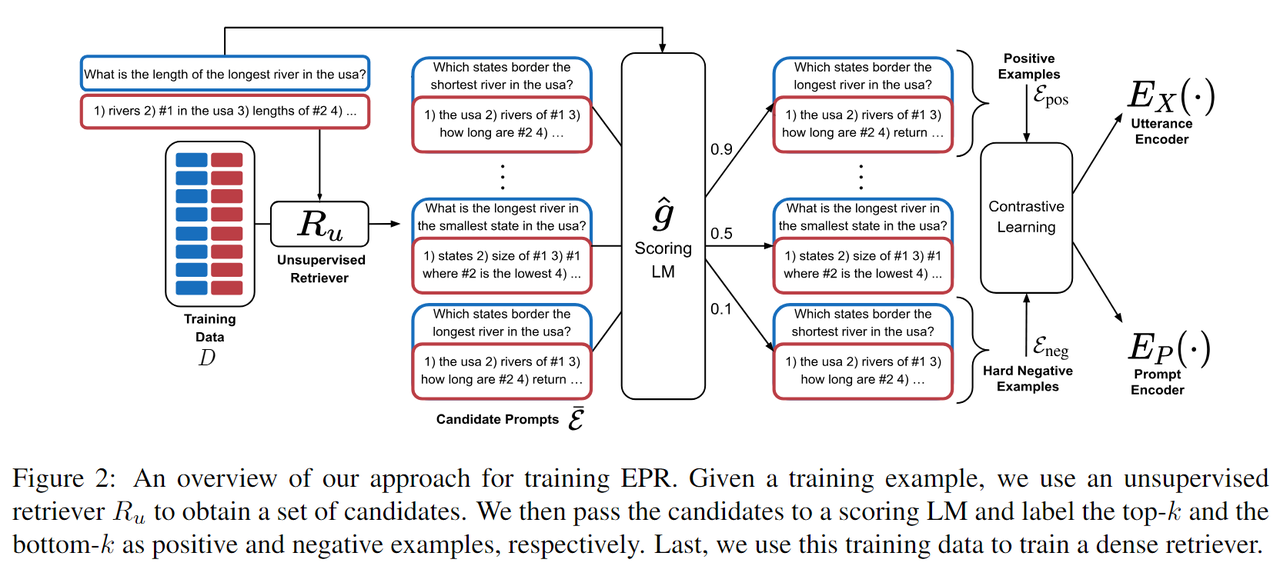 What is the length of the longest river in the usa?
1) rivers 2) #1 in the usa 3) lengths of #2 4) ...
Training
Data
D
R_u
Unsupervised
Retriever
Which states border the
shortest river in the usa?
1) the usa 2) rivers of #1 3)
how long are #2 4) ...
⋮
What is the longest river in
the smallest state in the usa?
1) states 2) size of #1 3) #1
where #2 is the lowest 4) ...
Which states border the
longest river in the usa?
1) the usa 2) rivers of #1 3)
how long are #2 4) return ...
Candidate Prompts ℰ̄
ĝ
Scoring
LM
0.9
0.5
0.1
Which states border the
longest river in the usa?
1) the usa 2) rivers of #1 3)
how long are #2 4) return ...
⋮
What is the longest river in
the smallest state in the usa?
1) states 2) size of #1 3) #1
where #2 is the lowest 4) ...
Which states border the
shortest river in the usa?
1) the usa 2) rivers of #1 3)
how long are #2 4) ...
Positive
Examples
ℰ_pos
Contrastive
Learning
ℰ_neg
Hard Negative
Examples
E_X(·)
Utterance
Encoder
E_P(·)
Prompt
Encoder
Figure 2: An overview of our approach for training EPR. Given a training example, we use an unsupervised
retriever R_u to obtain a set of candidates. We then pass the candidates to a scoring LM and label the top-k and the
bottom-k as positive and negative examples, respectively. Last, we use this training data to train a dense retriever.